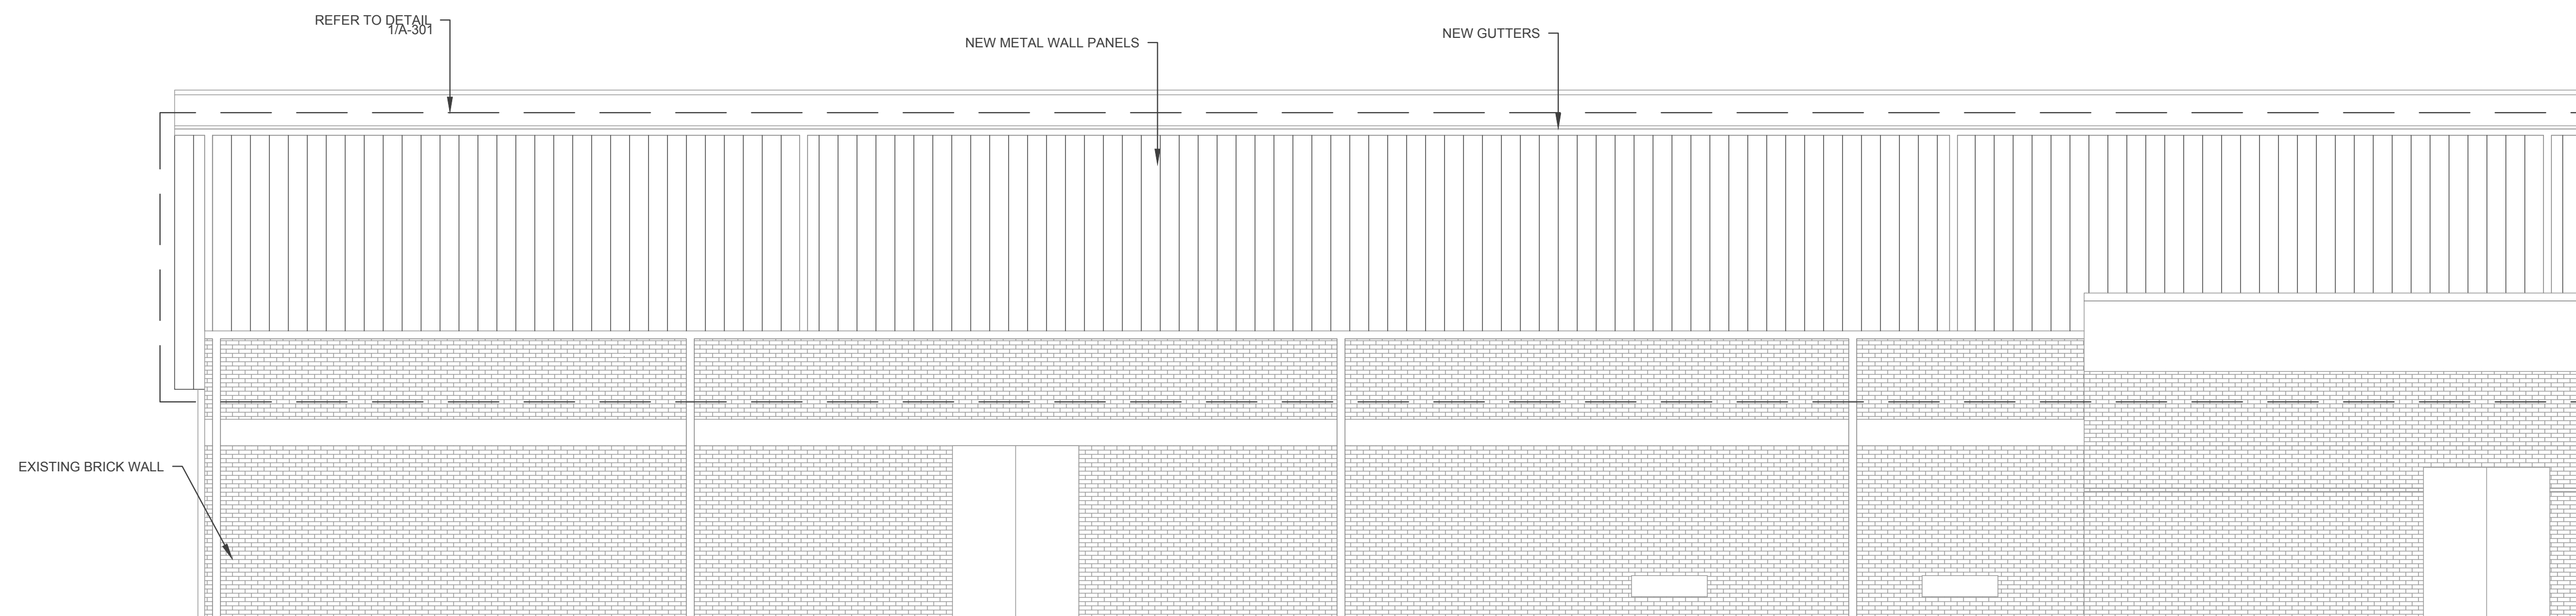 REFER TO DETAIL
1/A-301
NEW METAL WALL PANELS
NEW GUTTERS
EXISTING BRICK WALL